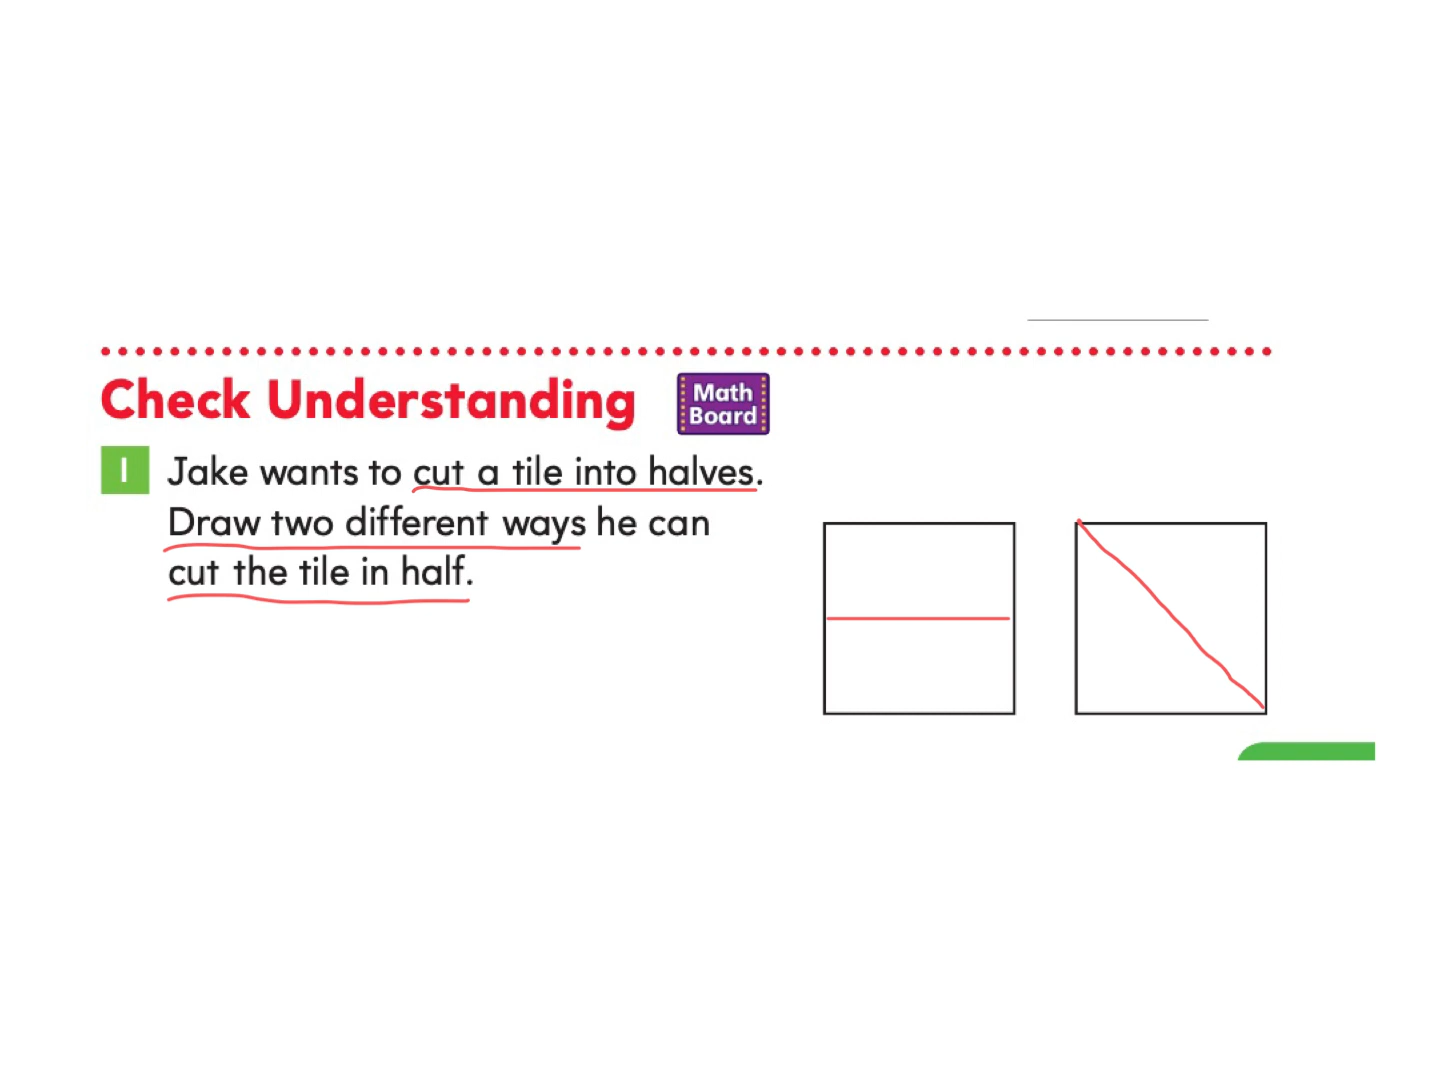 Check Understanding
Math
Board
1 Jake wants to cut a tile into halves.
Draw two different ways he can
cut the tile in half.